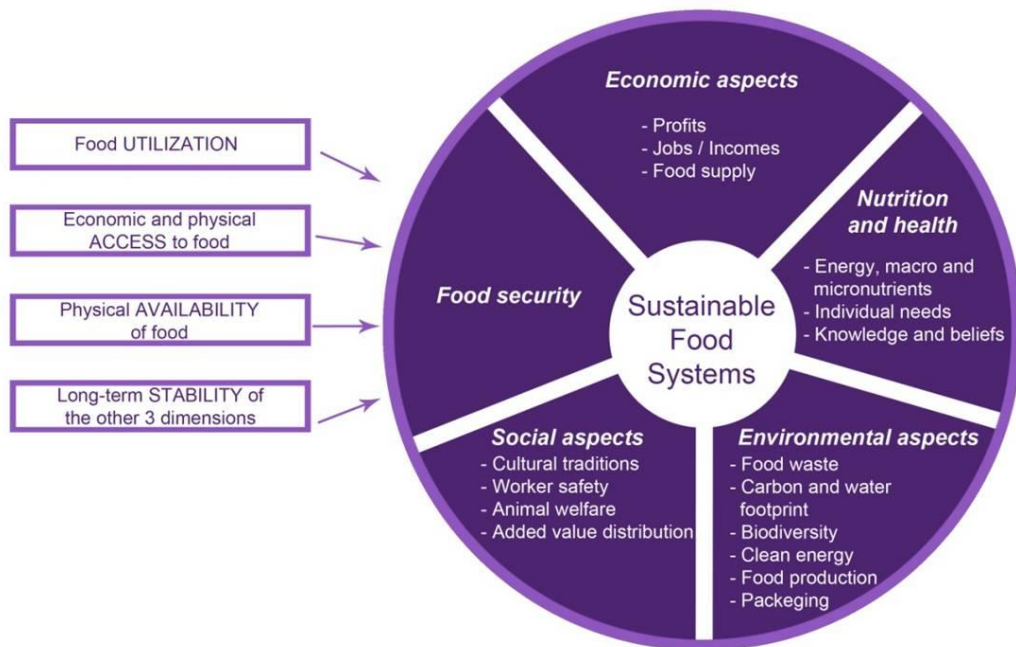 Food UTILIZATION
Economic and physical
ACCESS to food
Physical AVAILABILITY
of food
Long-term STABILITY of
the other 3 dimensions
Economic aspects
- Profits
- Jobs / Incomes
- Food supply
Nutrition
and health
- Energy, macro and
micronutrients
- Individual needs
- Knowledge and beliefs
Food security
Sustainable
Food
Systems
Social aspects
- Cultural traditions
- Worker safety
- Animal welfare
- Added value distribution
Environmental aspects
- Food waste
- Carbon and water
footprint
- Biodiversity
- Clean energy
- Food production
- Packeging